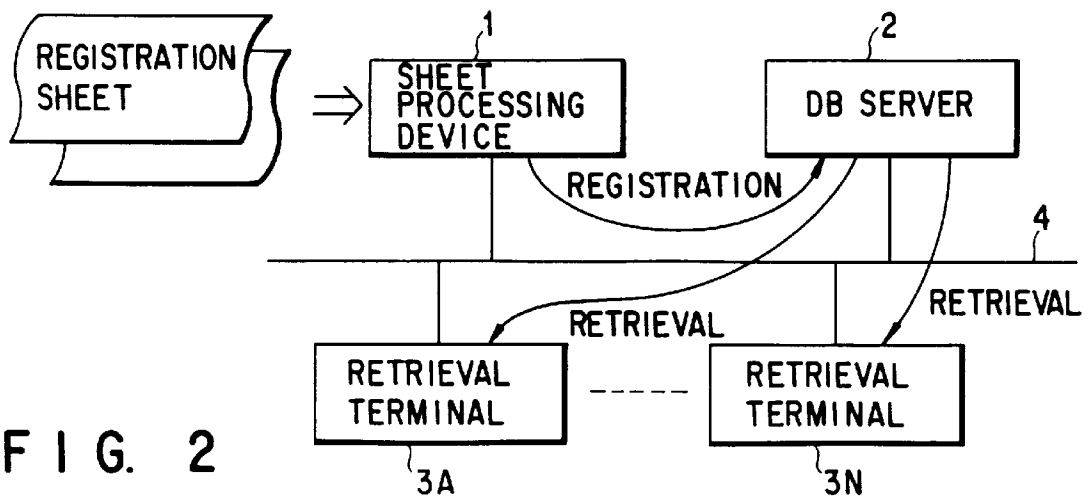 REGISTRATION
SHEET
1
SHEET
PROCESSING
DEVICE
2
DB SERVER
REGISTRATION
4
RETRIEVAL
RETRIEVAL
RETRIEVAL
TERMINAL
3A
RETRIEVAL
TERMINAL
3N
FIG. 2